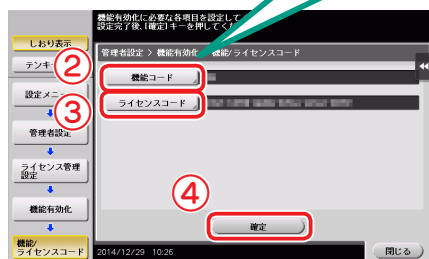 機能有効化に必要な各項目を設定して
設定完了後、[確定]キーを押してく
しおり表示
テンキ
②
設定メニュー
③
管理者設定
ライセンス管理
設定
機能有効化
機能/
ライセンスコード
管理者設定 > 機能有効化 機能/ライセンスコード
機能コード
ライセンスコード
④
確定
2014/12/29 10:26
閉じる